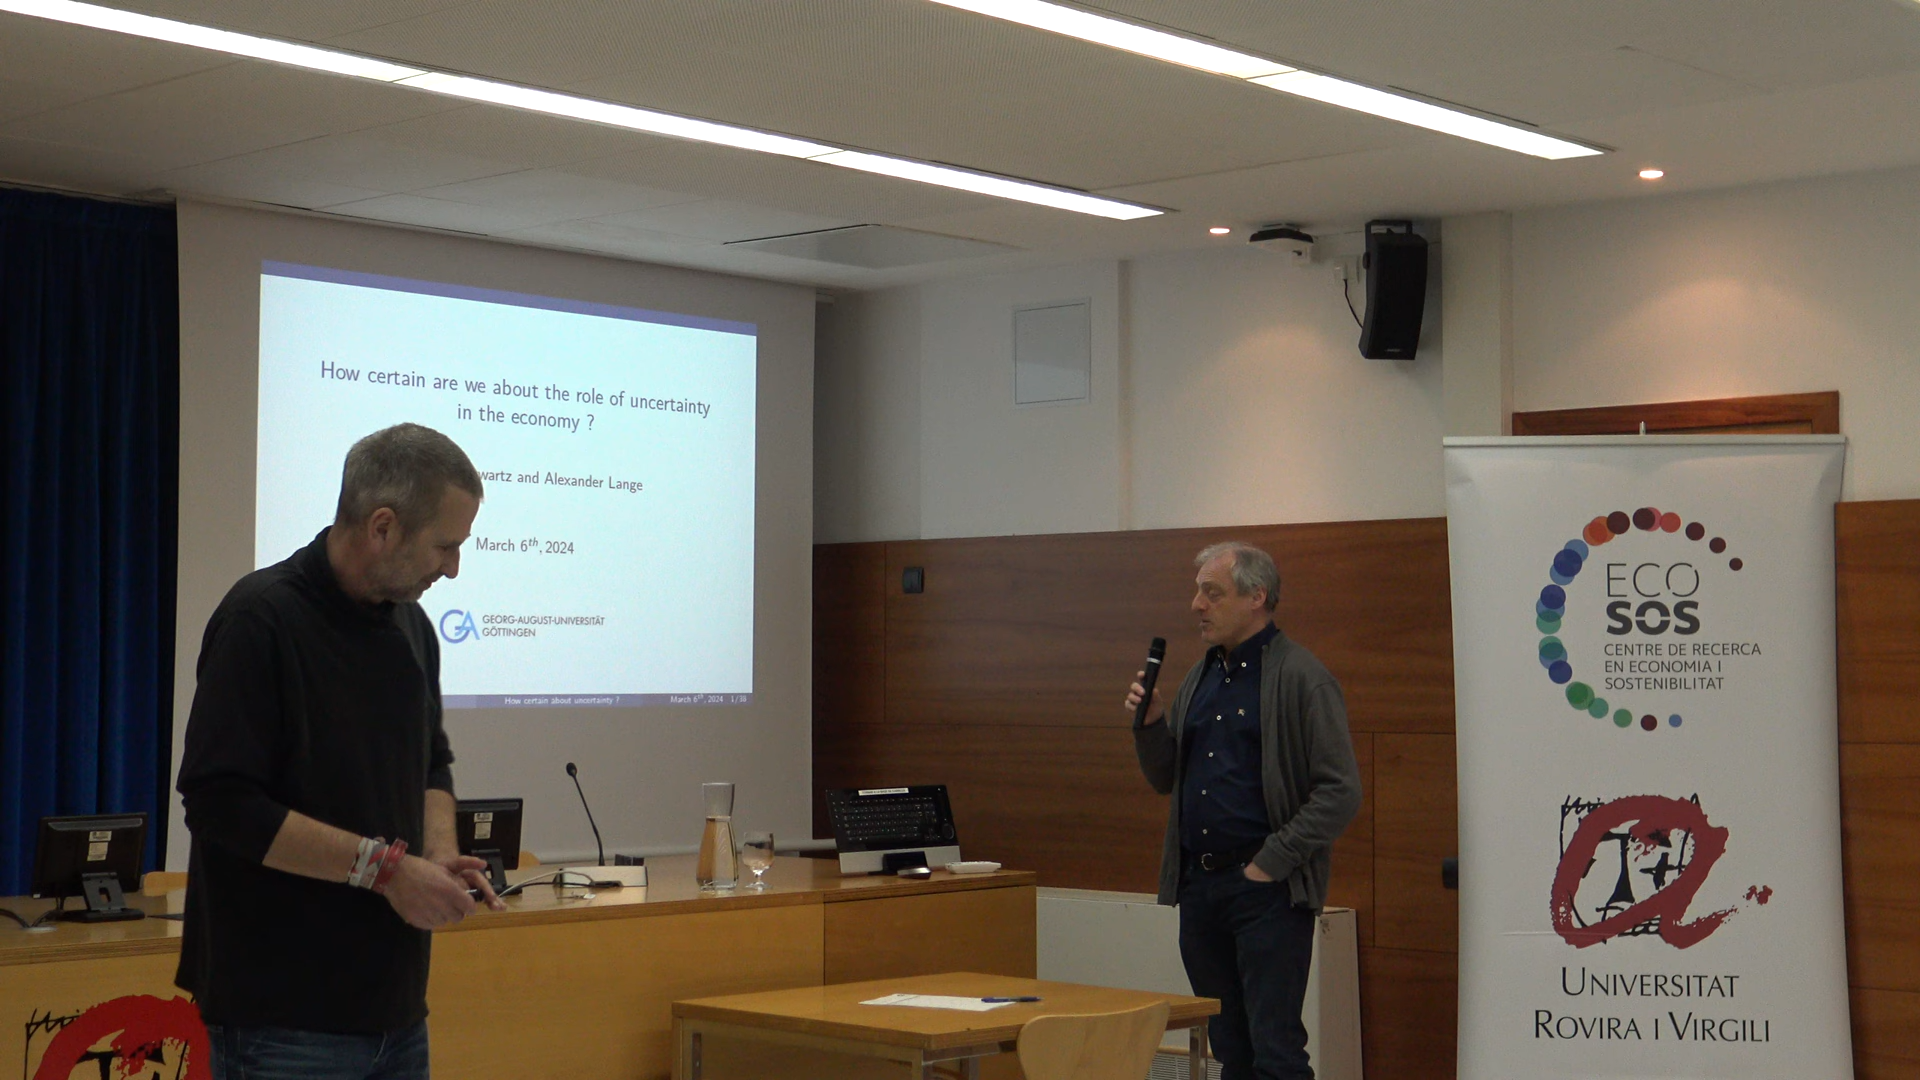 How certain are we about the role of uncertainty
in the economy ?
and Alexander Lange
March 6th, 2024
GA GEORG-AUGUST-UNIVERSITÄT
GÖTTINGEN
How certain about uncertainty ?
March 6th, 2024
ECO
SOS
CENTRE DE RECERCA
EN ECONOMIA I
SOSTENIBILITAT
UNIVERSITAT
ROVIRA I VIRGILI